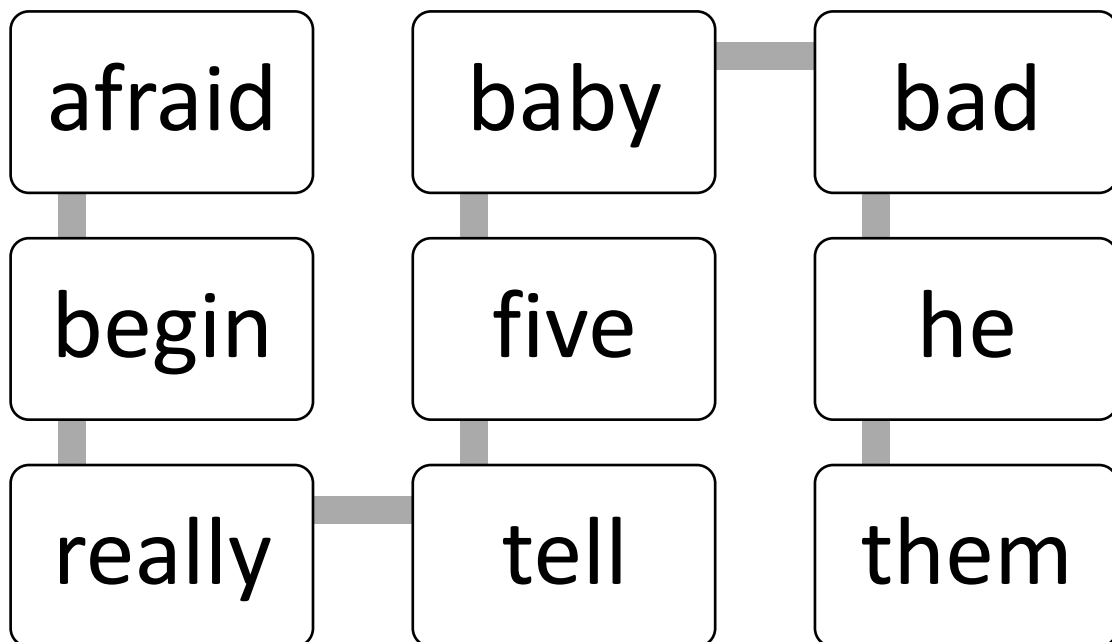 afraid
begin
really
tell
five
baby
bad
he
them